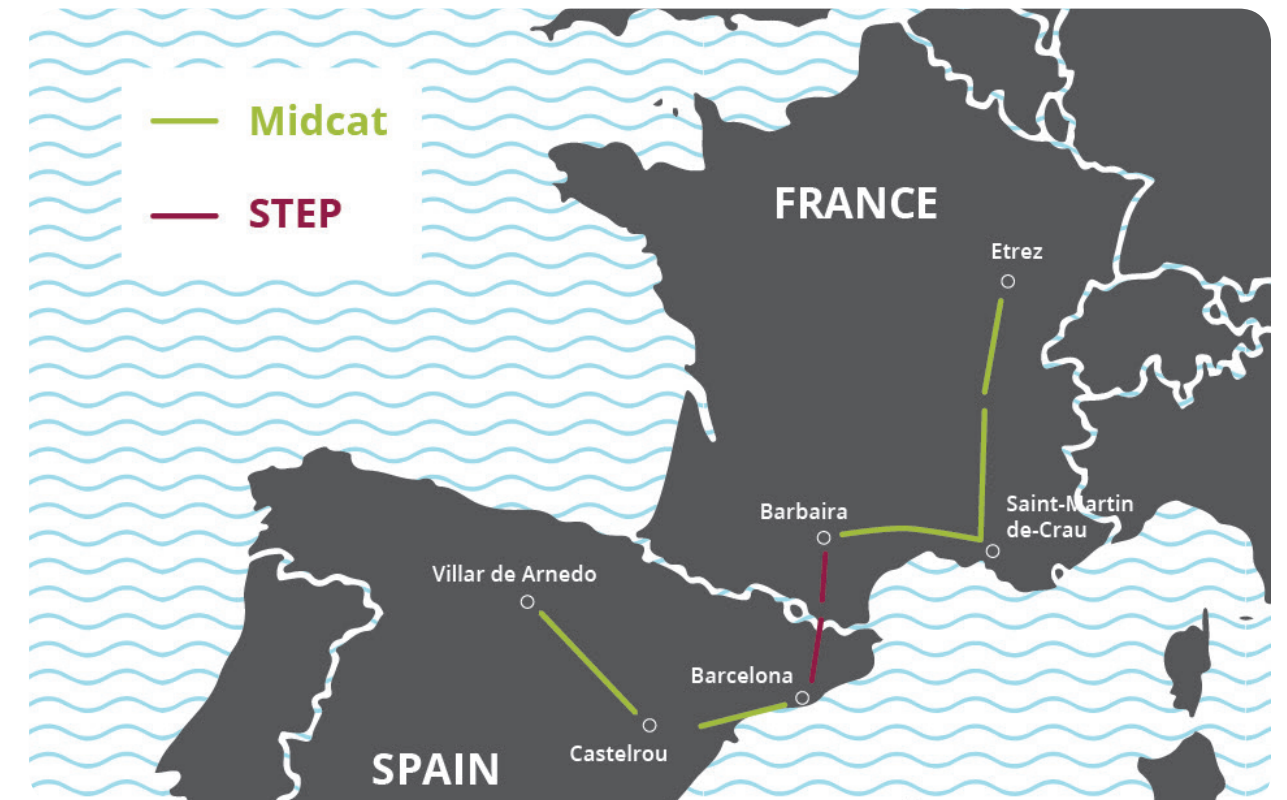 Midcat
STEP
FRANCE
Etrez
Barbaira
Saint-Martin
de-Crau
Villar de Arnedo
Barcelona
Castelrou
SPAIN